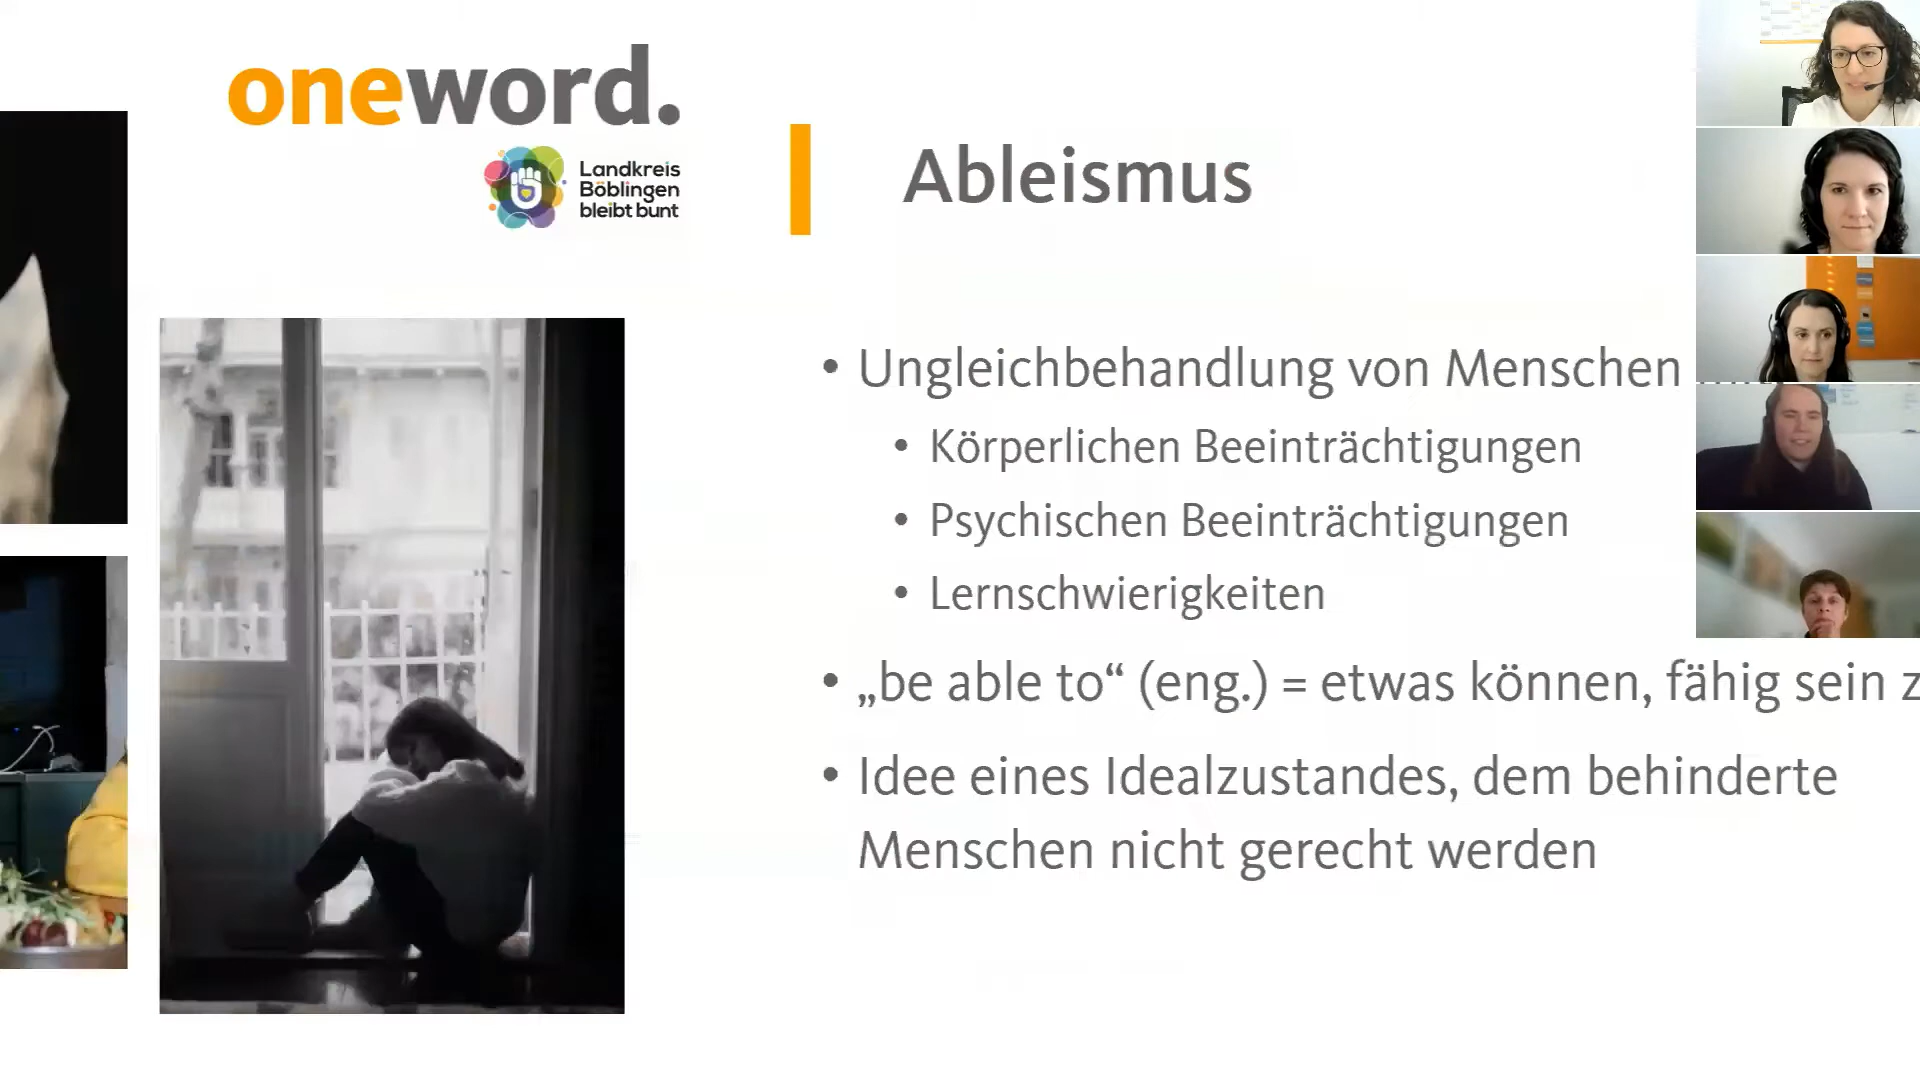 oneword.
Landkreis
Böblingen
bleibt bunt
Ableismus
• Ungleichbehandlung von Menschen
• Körperlichen Beeinträchtigungen
• Psychischen Beeinträchtigungen
• Lernschwierigkeiten
• „be able to“ (eng.) = etwas können, fähig sein z
• Idee eines Idealzustandes, dem behinderte
Menschen nicht gerecht werden